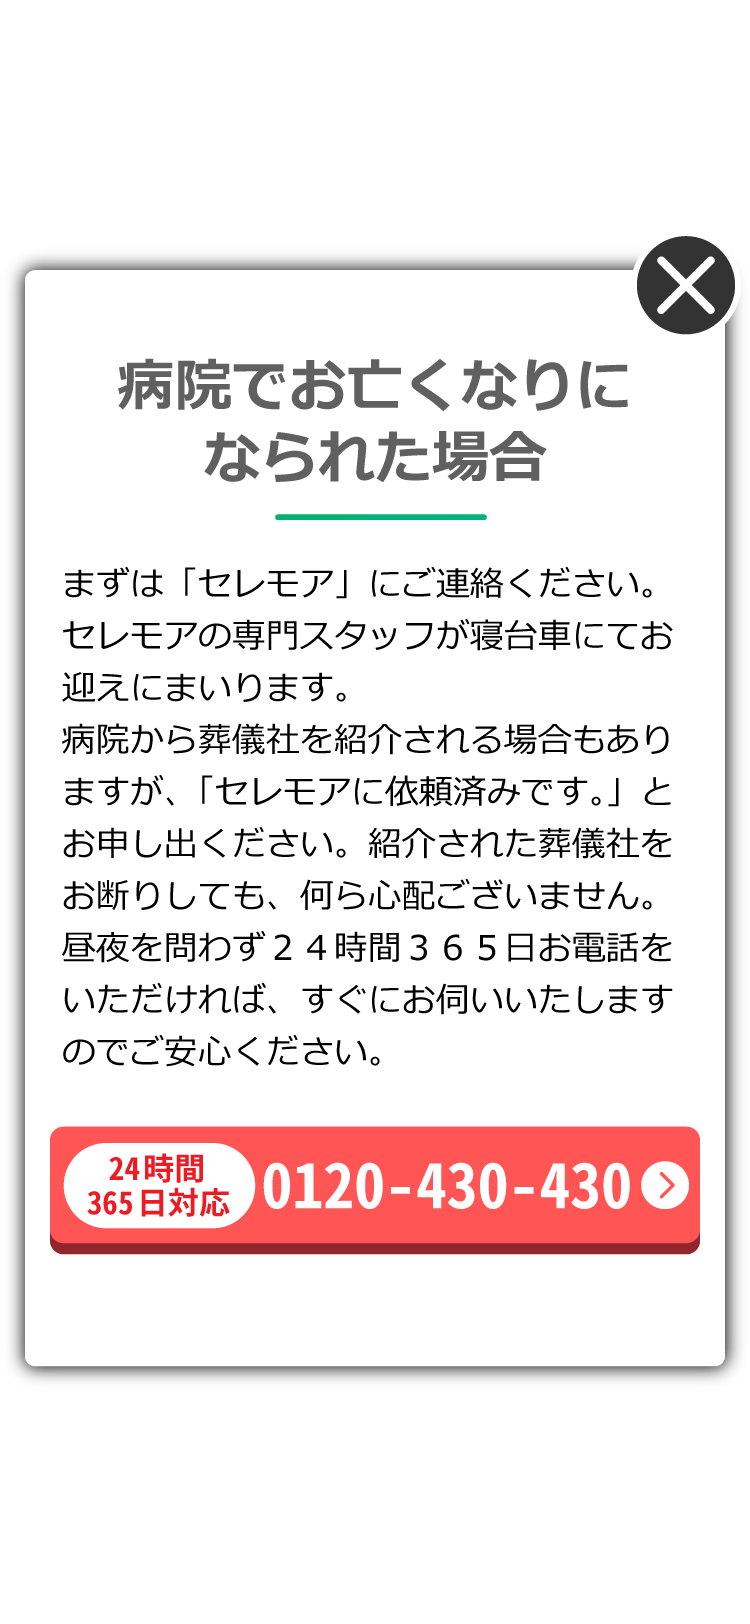 病院でお亡くなりに
なられた場合
まずは「セレモア」にご連絡ください。
セレモアの専門スタッフが寝台車にてお
迎えにまいります。
病院から葬儀社を紹介される場合もあり
ますが、「セレモアに依頼済みです。」と
お申し出ください。紹介された葬儀社を
お断りしても、何ら心配ございません。
昼夜を問わず２４時間３６５日お電話を
いただければ、すぐにお伺いいたします
のでご安心ください。
24時間
365日対応
0120-430-430